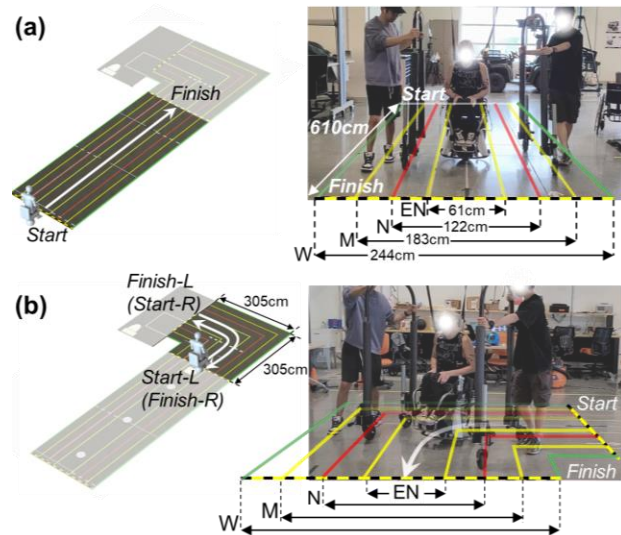 (a)
Finish
Start
Start
610cm
Finish
EN 61cm
N 122cm
M 183cm
W 244cm
(b)
Finish-L
(Start-R)
305cm
305cm
Start-L
(Finish-R)
Start
Finish
EN
N
M
W